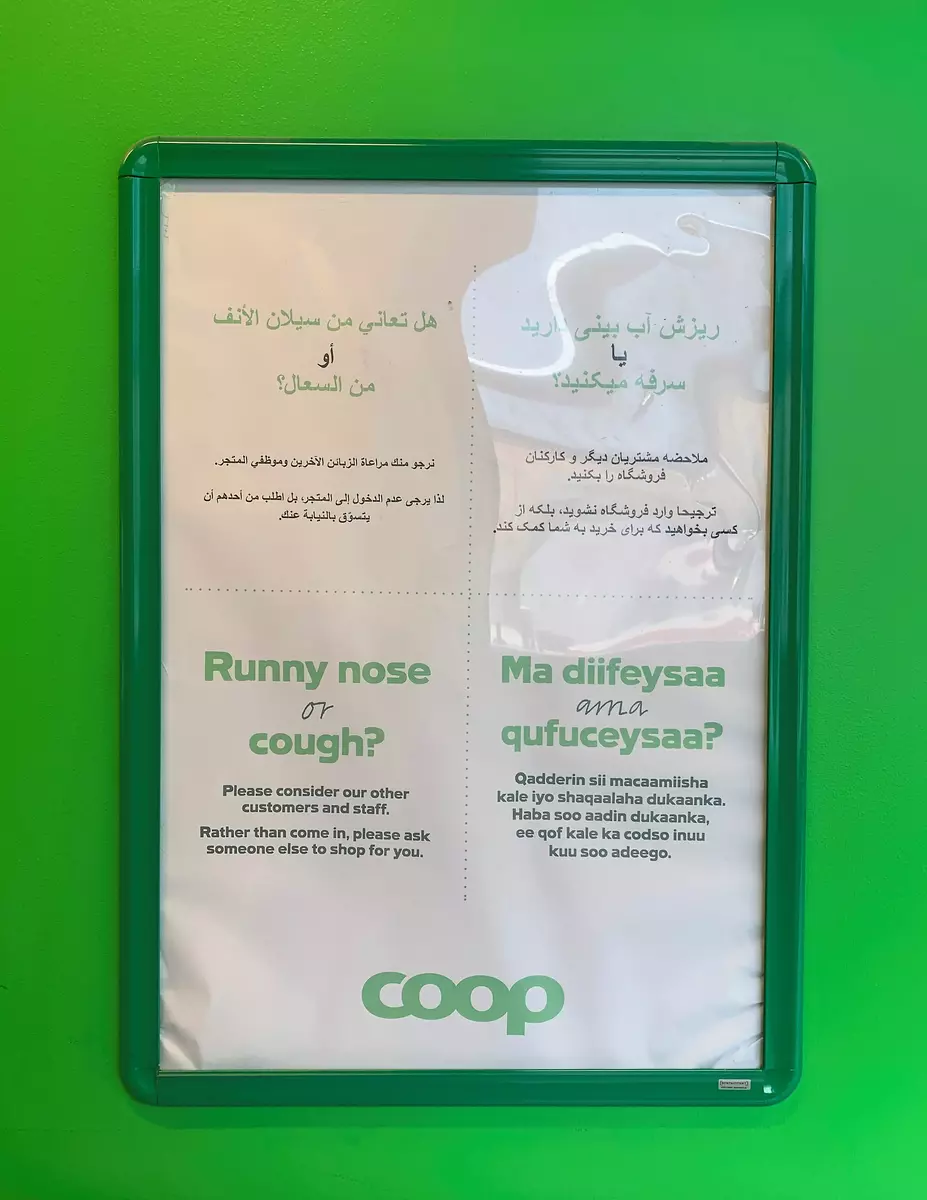 هل تعاني من سيلان الأنف
أو
من السعال؟
نرجو منك مراعاة الزبائن الآخرين وموظفي المتجر.
لذا يرجى عدم الدخول إلى المتجر، بل اطلب من أحدهم أن
يتسوّق بالنيابة عنك.
ریزش آب بینی دارید
یا
سرفه میکنید؟
ملاحضه مشتریان دیگر و کارکنان
فروشگاه را بکنید.
ترجیحا وارد فروشگاه نشوید، بلکه از
کسی بخواهید که برای خرید به شما کمک کند.
Runny nose
or
cough?
Please consider our other
customers and staff.
Rather than come in, please ask
someone else to shop for you.
Ma diifeysaa
ama
qufuceysaa?
Qadderin sii macaamiisha
kale iyo shaqaalaha dukaanka.
Haba soo aadin dukaanka,
ee qof kale ka codso inuu
kuu soo adeego.
coop